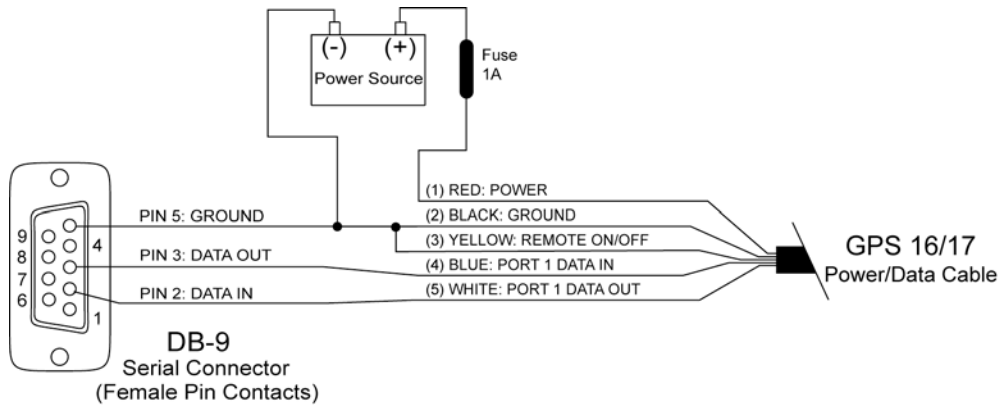 (-) (+)
Power Source
Fuse
1A
(1) RED: POWER
PIN 5: GROUND
(2) BLACK: GROUND
(3) YELLOW: REMOTE ON/OFF
PIN 3: DATA OUT
(4) BLUE: PORT 1 DATA IN
PIN 2: DATA IN
(5) WHITE: PORT 1 DATA OUT
9
8
7
6
4
1
GPS 16/17
Power/Data Cable
DB-9
Serial Connector
(Female Pin Contacts)